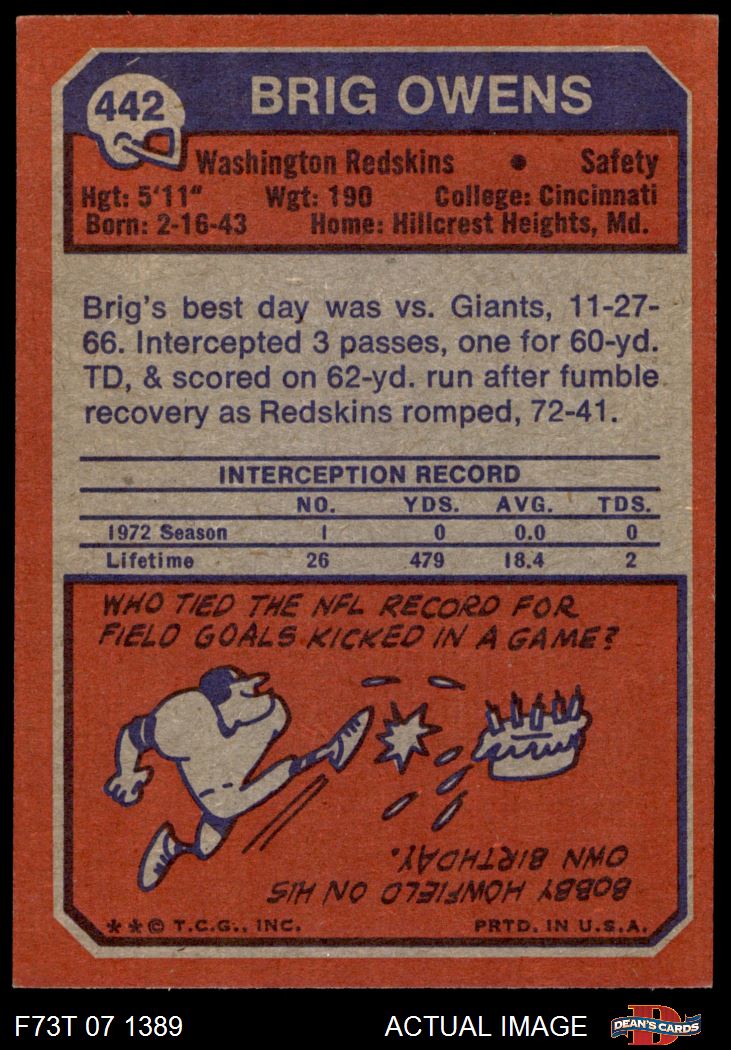 442
BRIG OWENS
Washington Redskins • Safety
Hgt: 5'11" Wgt: 190 College: Cincinnati
Born: 2-16-43 Home: Hillcrest Heights, Md.
Brig's best day was vs. Giants, 11-27-
66. Intercepted 3 passes, one for 60-yd.
TD, & scored on 62-yd. run after fumble
recovery as Redskins romped, 72-41.
INTERCEPTION RECORD
NO. YDS. AVG. TDS.
1972 Season 1 0 0.0 0
Lifetime 26 479 18.4 2
WHO TIED THE NFL RECORD FOR
FIELD GOALS KICKED IN A GAME?
BOBBY HOWFIELD ON HIS
OWN BIRTHDAY.
**© T.C.G., INC. PRTD. IN U.S.A.
F73T 07 1389 ACTUAL IMAGE
D
DEAN'S CARDS